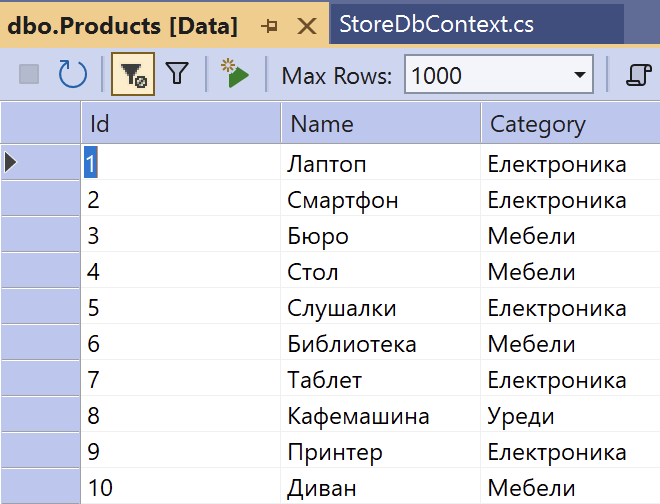 dbo.Products [Data] StoreDbContext.cs
Max Rows: 1000
Id Name Category
1 Лаптоп Електроника
2 Смартфон Електроника
3 Бюро Мебели
4 Стол Мебели
5 Слушалки Електроника
6 Библиотека Мебели
7 Таблет Електроника
8 Кафемашина Уреди
9 Принтер Електроника
10 Диван Мебели